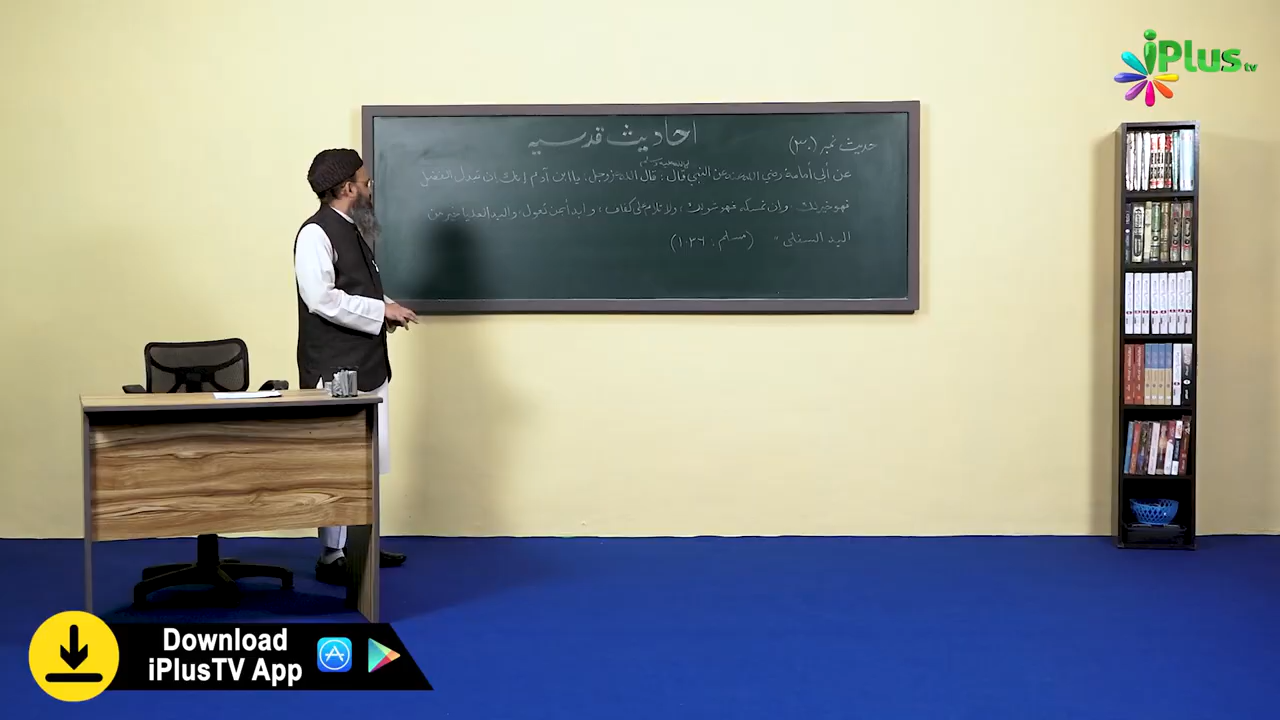 iPlus tv
احادیث قدسیہ
حدیث نمبر (۳۰)
عن أبي أمامة رضي الله عنه عن النبي صلى الله عليه وسلم قال: قال الله عز وجل: يا ابن آدم إنك إن تبذل الفضل
فهو خير لك، وإن تمسكه فهو شر لك، ولا تلام على كفاف، وابدأ بمن تعول، واليد العليا خير من
اليد السفلى" (مسلم: ۱۰۳۶)
Download
iPlusTV App